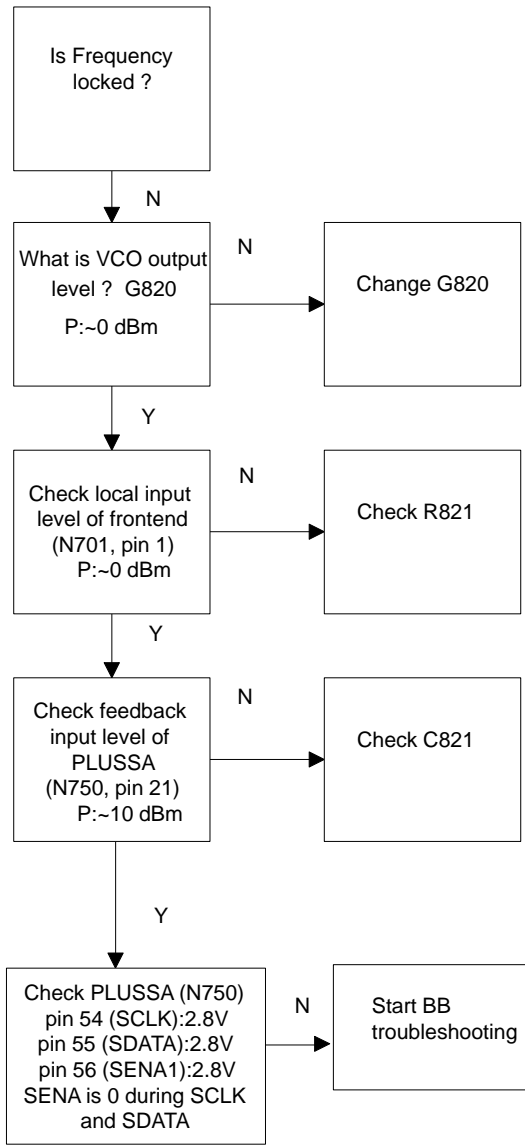 Is Frequency
locked ?
N
What is VCO output
level ? G820
P:~0 dBm
N
Change G820
Y
Check local input
level of frontend
(N701, pin 1)
P:~0 dBm
N
Check R821
Y
Check feedback
input level of
PLUSSA
(N750, pin 21)
P:~10 dBm
N
Check C821
Y
Check PLUSSA (N750)
pin 54 (SCLK):2.8V
pin 55 (SDATA):2.8V
pin 56 (SENA1):2.8V
SENA is 0 during SCLK
and SDATA
N
Start BB
troubleshooting